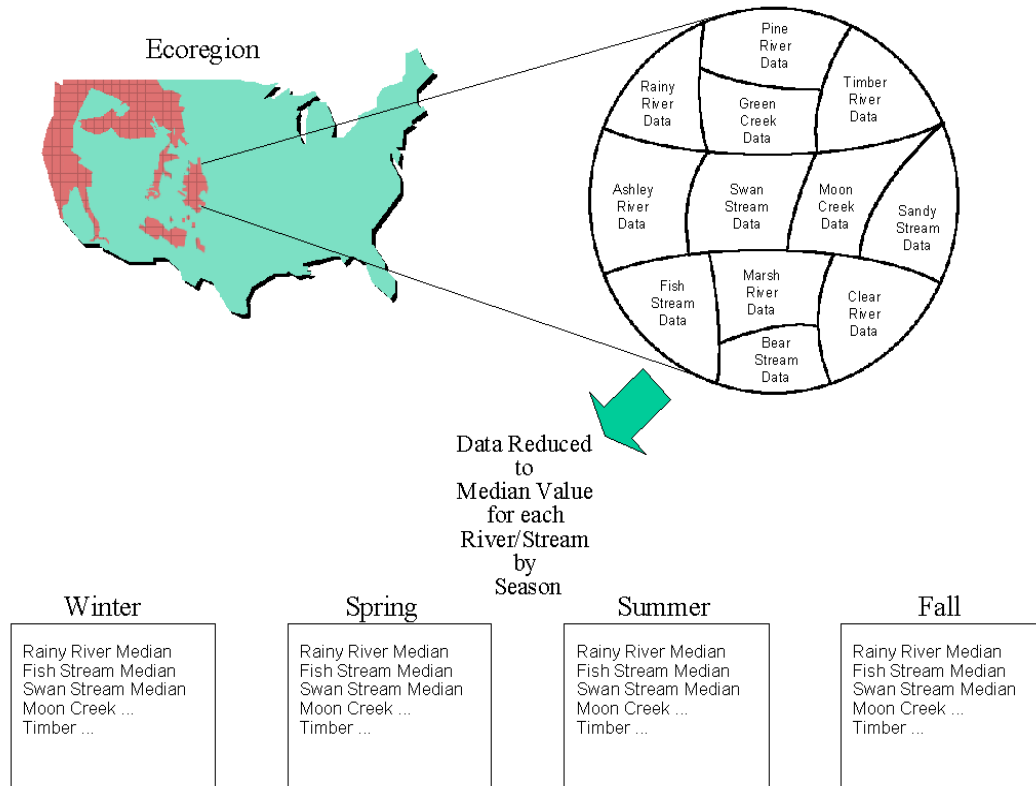 Ecoregion
Pine
River
Data
Rainy
River
Data
Green
Creek
Data
Timber
River
Data
Ashley
River
Data
Swan
Stream
Data
Moon
Creek
Data
Sandy
Stream
Data
Fish
Stream
Data
Marsh
River
Data
Clear
River
Data
Bear
Stream
Data
Data Reduced
to
Median Value
for each
River/Stream
by
Season
Winter
Rainy River Median
Fish Stream Median
Swan Stream Median
Moon Creek ...
Timber ...
Spring
Rainy River Median
Fish Stream Median
Swan Stream Median
Moon Creek ...
Timber ...
Summer
Rainy River Median
Fish Stream Median
Swan Stream Median
Moon Creek ...
Timber ...
Fall
Rainy River Median
Fish Stream Median
Swan Stream Median
Moon Creek ...
Timber ...